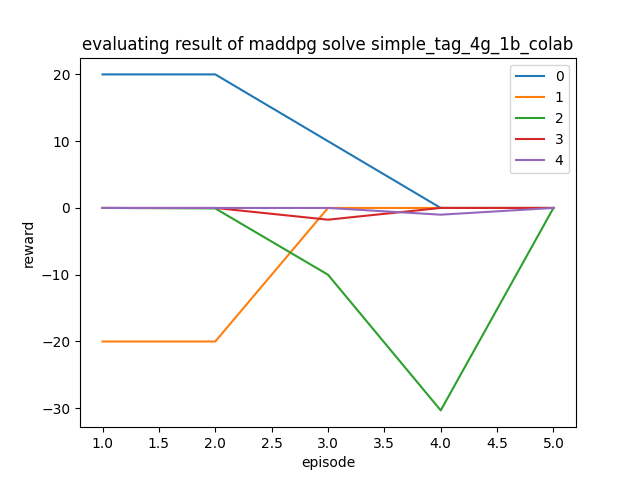 evaluating result of maddpg solve simple_tag_4g_1b_colab
20
10
0
−10
−20
−30
reward
0
1
2
3
4
1.0 1.5 2.0 2.5 3.0 3.5 4.0 4.5 5.0
episode